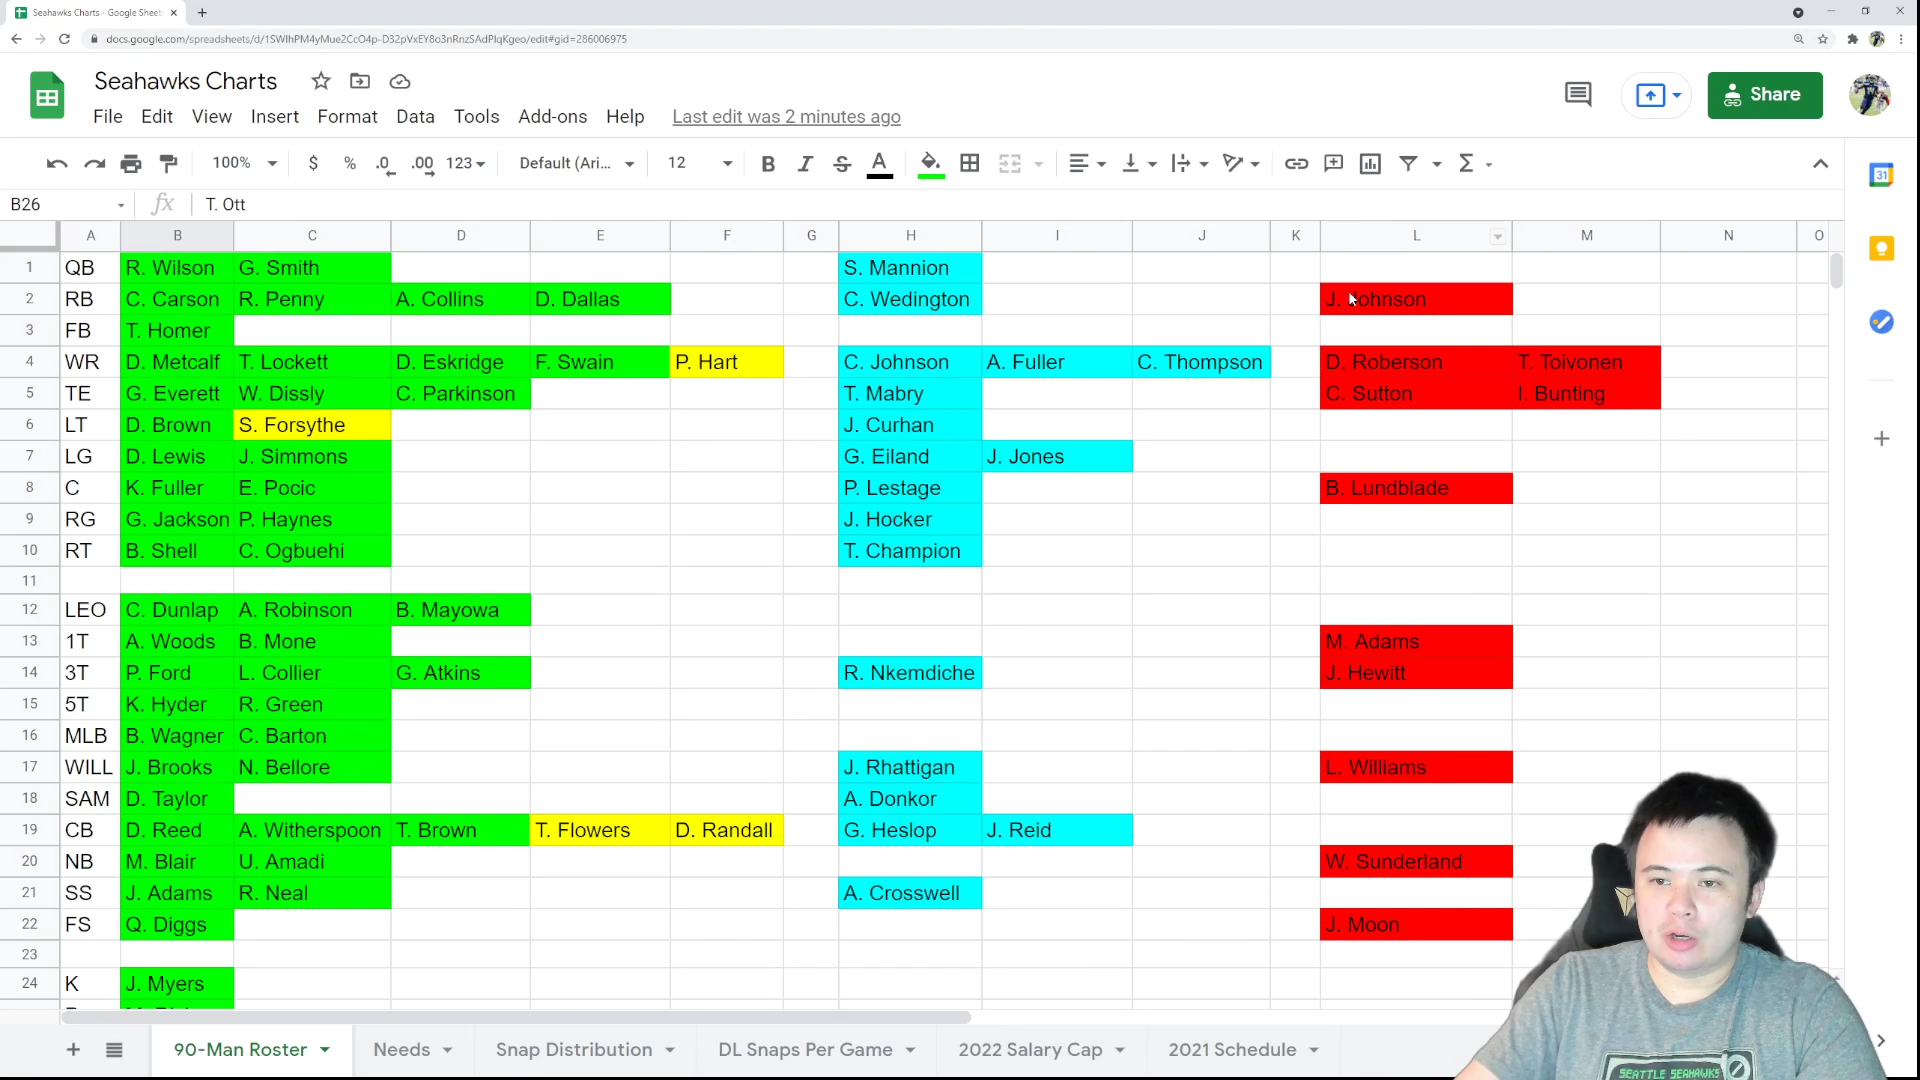 Seahawks Charts - Google Sheets
docs.google.com/spreadsheets/d/1SWIhPM4yMue2CcO4p-D32pVxEY8o3nRnzSAdPlqKgeo/edit#gid=286006975
Seahawks Charts
File Edit View Insert Format Data Tools Add-ons Help Last edit was 2 minutes ago
Share
100% $ % .0 .00 123 Default (Ari... 12 B I S A
31
B26 fx T. Ott
A B C D E F G H I J K L M N O
1 QB R. Wilson G. Smith S. Mannion
2 RB C. Carson R. Penny A. Collins D. Dallas C. Wedington J. Johnson
3 FB T. Homer
4 WR D. Metcalf T. Lockett D. Eskridge F. Swain P. Hart C. Johnson A. Fuller C. Thompson D. Roberson T. Toivonen
5 TE G. Everett W. Dissly C. Parkinson T. Mabry C. Sutton I. Bunting
6 LT D. Brown S. Forsythe J. Curhan
7 LG D. Lewis J. Simmons G. Eiland J. Jones
8 C K. Fuller E. Pocic P. Lestage B. Lundblade
9 RG G. Jackson P. Haynes J. Hocker
10 RT B. Shell C. Ogbuehi T. Champion
11
12 LEO C. Dunlap A. Robinson B. Mayowa
13 1T A. Woods B. Mone M. Adams
14 3T P. Ford L. Collier G. Atkins R. Nkemdiche J. Hewitt
15 5T K. Hyder R. Green
16 MLB B. Wagner C. Barton
17 WILL J. Brooks N. Bellore J. Rhattigan L. Williams
18 SAM D. Taylor A. Donkor
19 CB D. Reed A. Witherspoon T. Brown T. Flowers D. Randall G. Heslop J. Reid
20 NB M. Blair U. Amadi W. Sunderland
21 SS J. Adams R. Neal A. Crosswell
22 FS Q. Diggs J. Moon
23
24 K J. Myers
90-Man Roster Needs Snap Distribution DL Snaps Per Game 2022 Salary Cap 2021 Schedule
SEATTLE SEAHAWKS